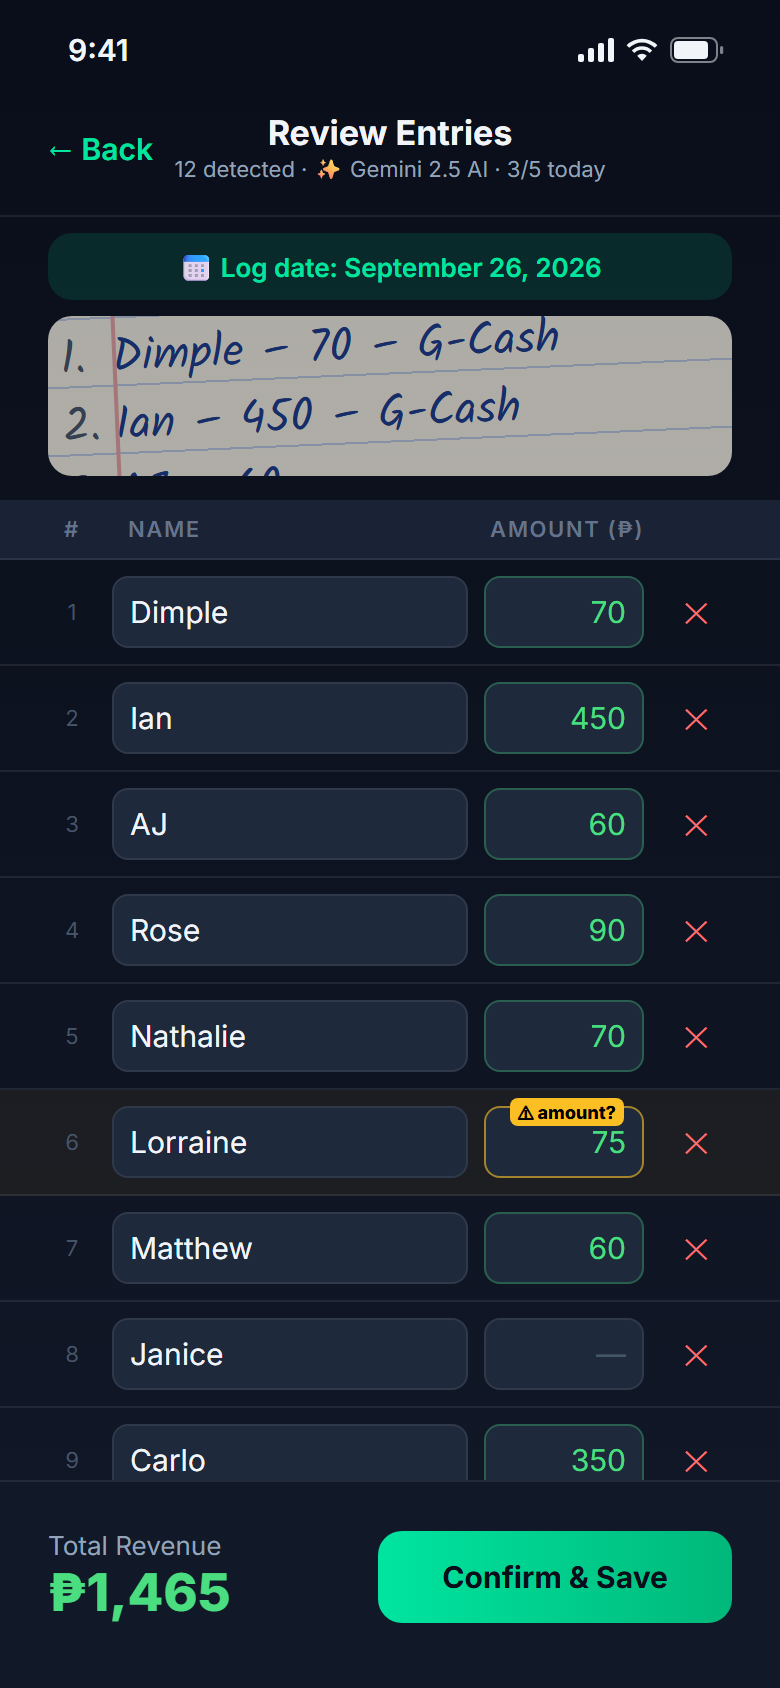 9:41
← Back
Review Entries
12 detected · ✨ Gemini 2.5 AI · 3/5 today
Log date: September 26, 2026
1. Dimple – 70 – G-Cash
2. Ian – 450 – G-Cash
# NAME AMOUNT (₱)
1 Dimple 70
2 Ian 450
3 AJ 60
4 Rose 90
5 Nathalie 70
⚠ amount?
6 Lorraine 75
7 Matthew 60
8 Janice —
9 Carlo 350
Total Revenue
₱1,465
Confirm & Save